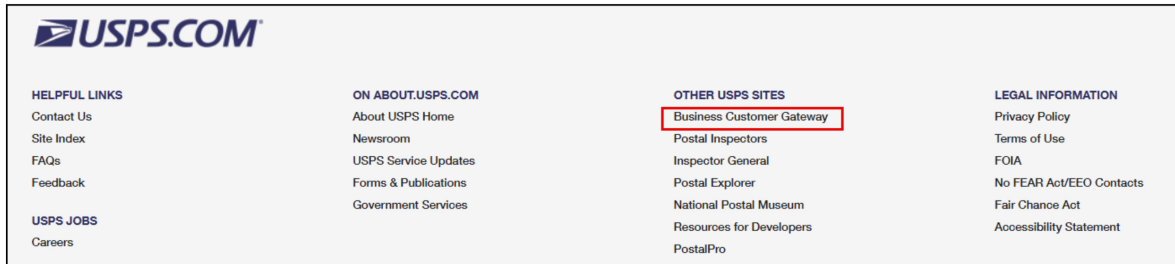 USPS.COM®
HELPFUL LINKS
Contact Us
Site Index
FAQs
Feedback
USPS JOBS
Careers
ON ABOUT.USPS.COM
About USPS Home
Newsroom
USPS Service Updates
Forms & Publications
Government Services
OTHER USPS SITES
Business Customer Gateway
Postal Inspectors
Inspector General
Postal Explorer
National Postal Museum
Resources for Developers
PostalPro
LEGAL INFORMATION
Privacy Policy
Terms of Use
FOIA
No FEAR Act/EEO Contacts
Fair Chance Act
Accessibility Statement